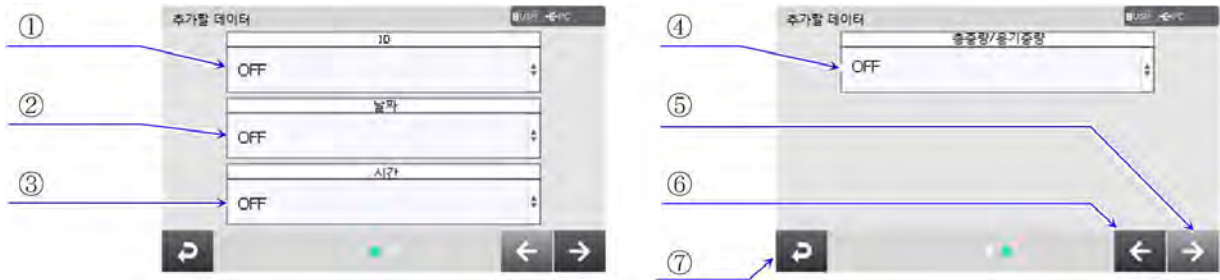 ①
추가할 데이터
USB PC
ID
OFF
②
날짜
OFF
③
시간
OFF
④
추가할 데이터
USB PC
총중량/용기중량
OFF
⑤
⑥
⑦